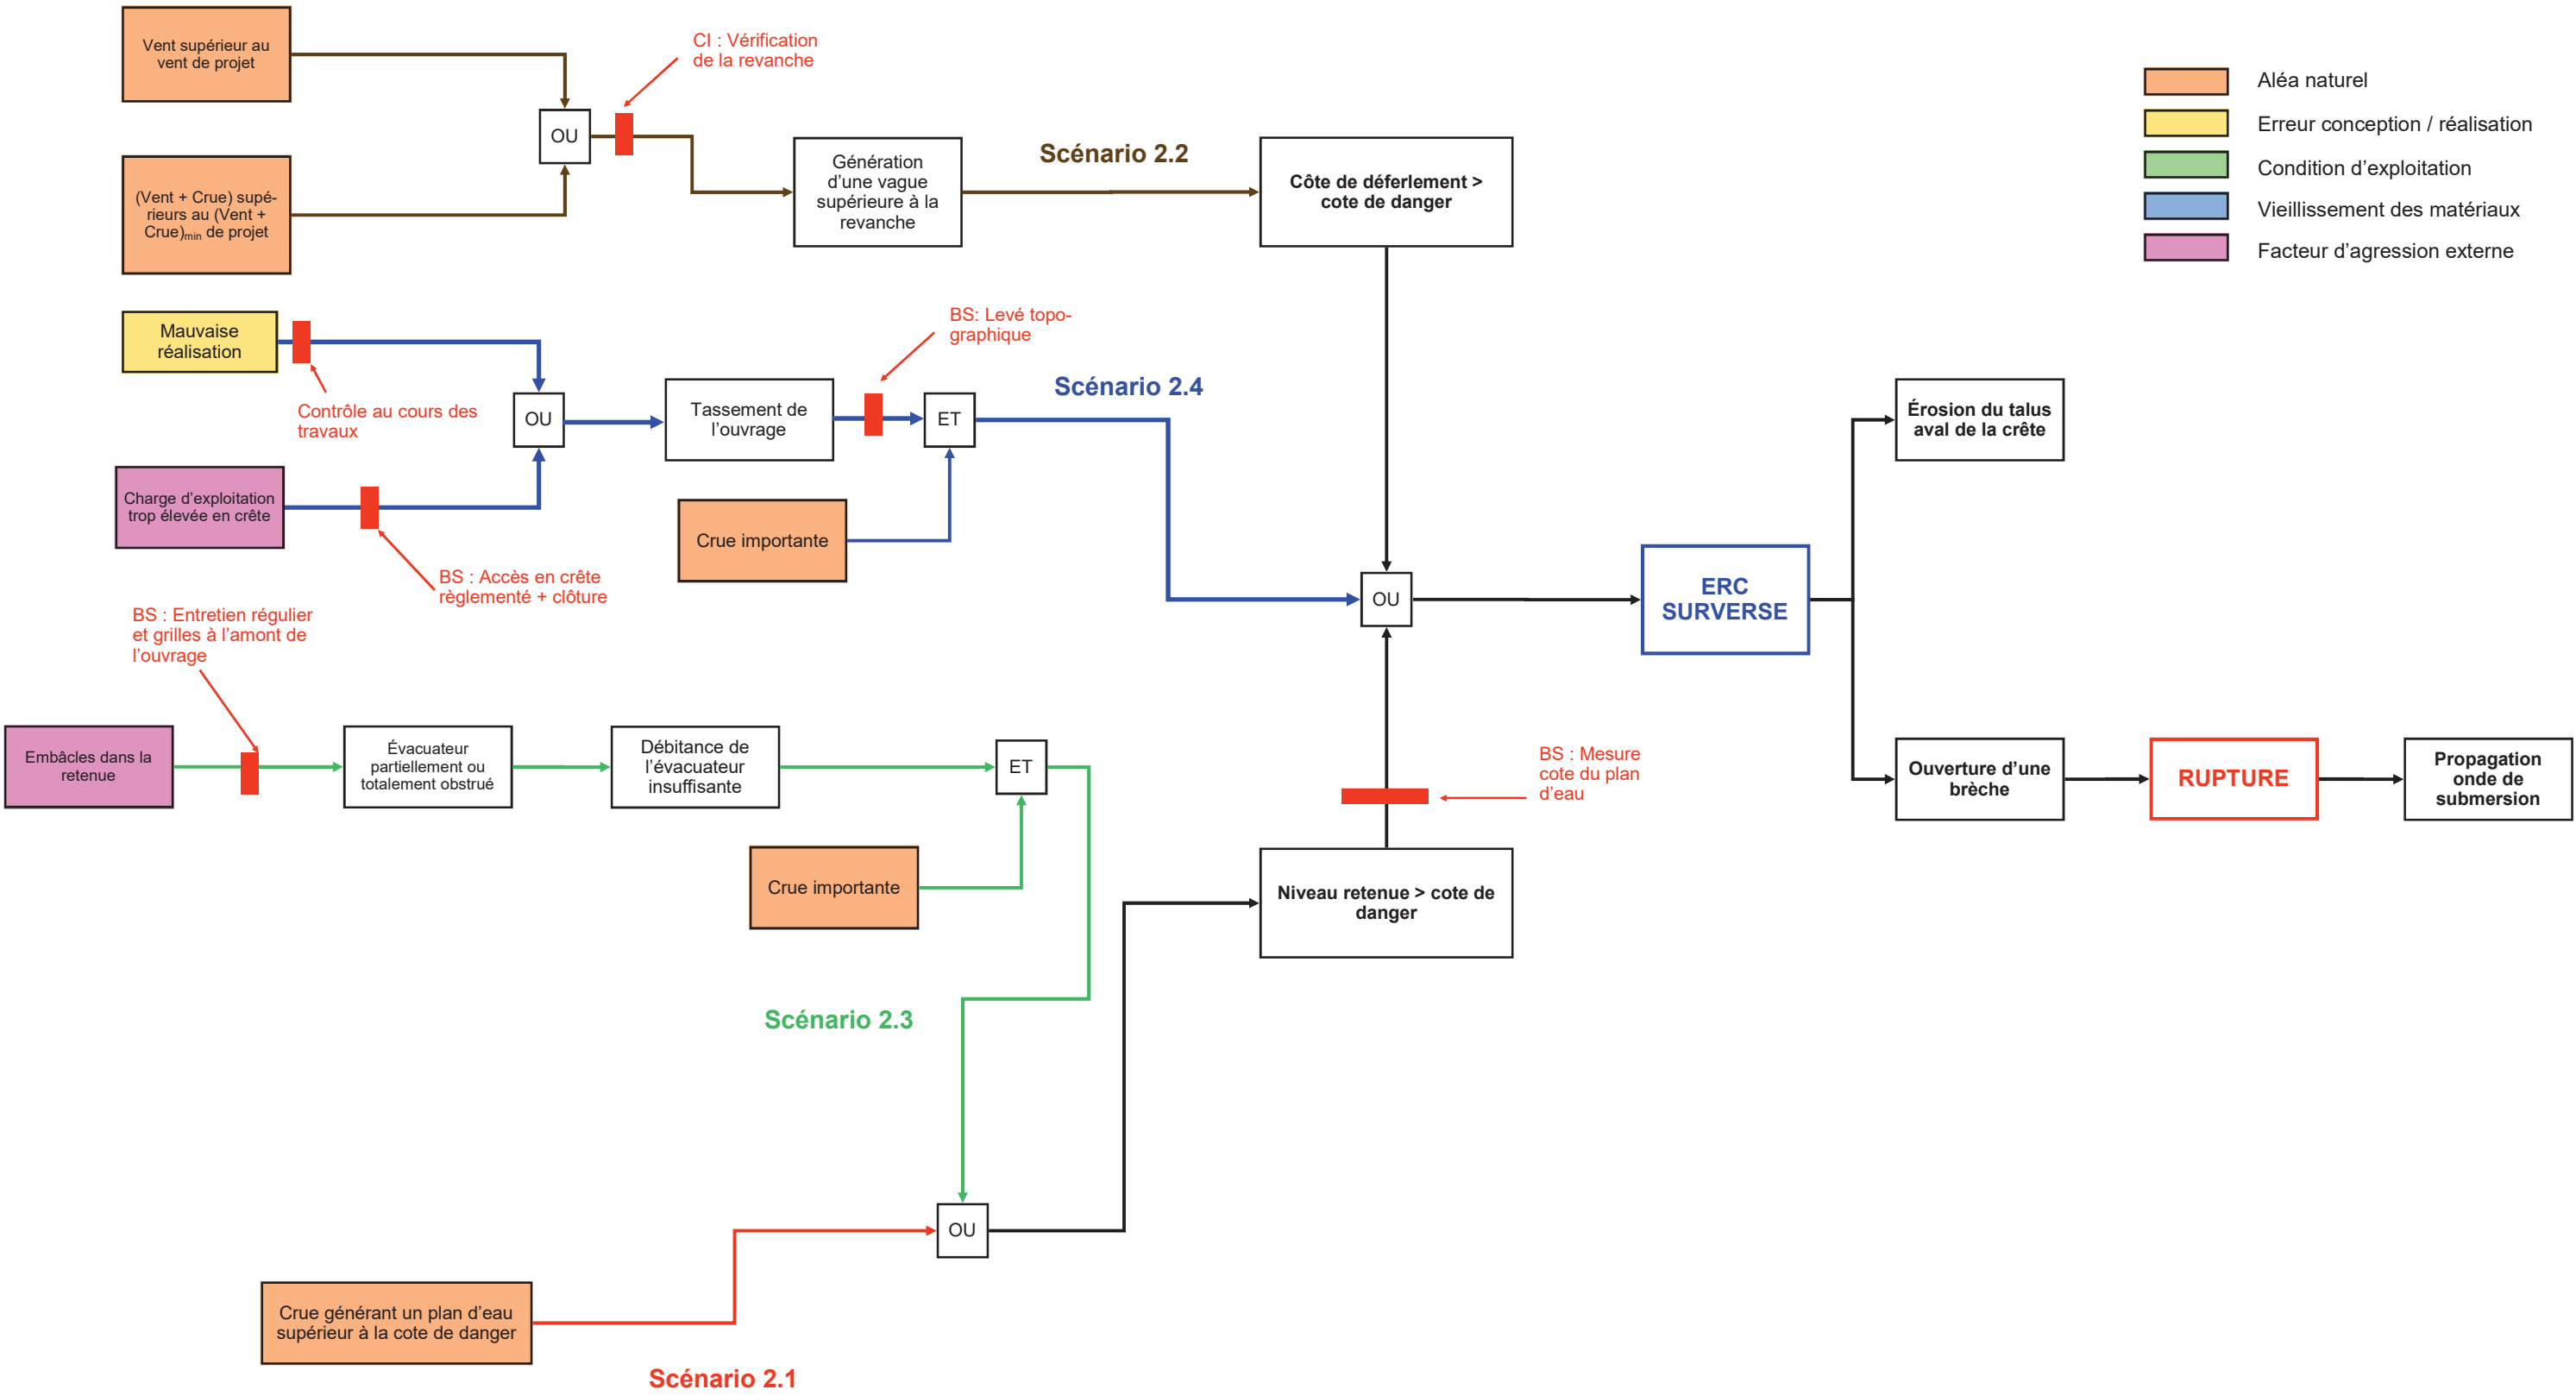 Vent supérieur au
vent de projet
CI : Vérification
de la revanche
OU
(Vent + Crue) supé-
rieurs au (Vent +
Crue)min de projet
Génération
d’une vague
supérieure à la
revanche
Scénario 2.2
Côte de déferlement >
cote de danger
Aléa naturel
Erreur conception / réalisation
Condition d’exploitation
Vieillissement des matériaux
Facteur d’agression externe
Mauvaise
réalisation
Contrôle au cours des
travaux
OU
Charge d’exploitation
trop élevée en crête
BS : Accès en crête
règlementé + clôture
Tassement de
l’ouvrage
BS: Levé topo-
graphique
ET
Scénario 2.4
Crue importante
OU
ERC
SURVERSE
Érosion du talus
aval de la crête
BS : Entretien régulier
et grilles à l’amont de
l’ouvrage
Embâcles dans la
retenue
Évacuateur
partiellement ou
totalement obstrué
Débitance de
l’évacuateur
insuffisante
ET
Crue importante
BS : Mesure
cote du plan
d’eau
Ouverture d’une
brèche
RUPTURE
Propagation
onde de
submersion
Niveau retenue > cote de
danger
Scénario 2.3
OU
Crue générant un plan d’eau
supérieur à la cote de danger
Scénario 2.1